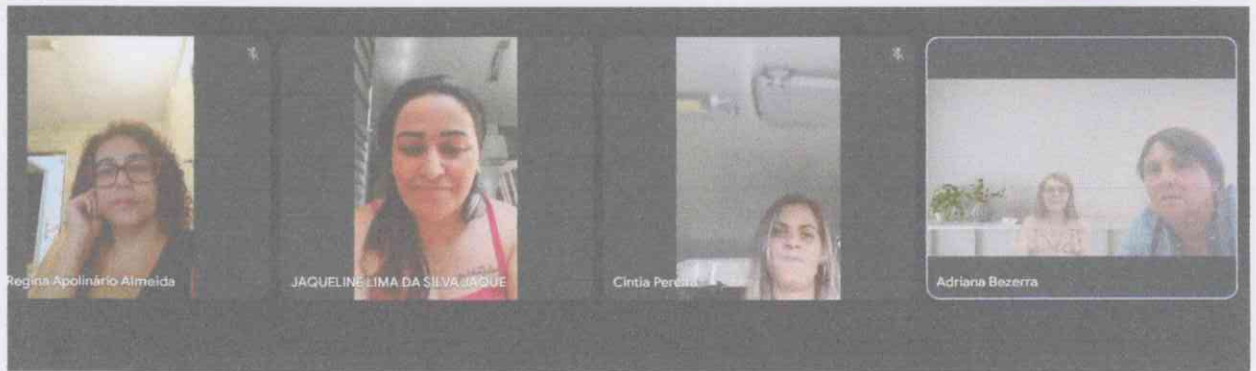 Regina Apolinário Almeida
JAQUELINE LIMA DA SILVA JAQUE
Cintia Pereira
Adriana Bezerra